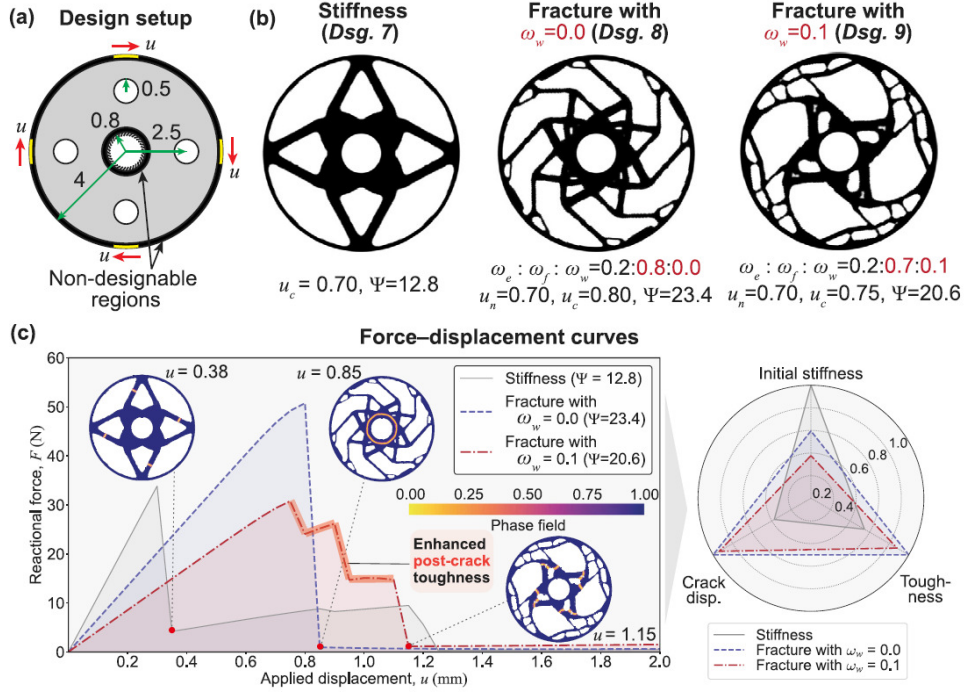 (a)
Design setup
u
0.5
0.8
2.5
u
u
4
u
Non-designable
regions
(b)
Stiffness
(Dsg. 7)
u_c = 0.70, Ψ=12.8
Fracture with
ω_w=0.0 (Dsg. 8)
ω_e : ω_f : ω_w=0.2:0.8:0.0
u_n=0.70, u_c=0.80, Ψ=23.4
Fracture with
ω_w=0.1 (Dsg. 9)
ω_e : ω_f : ω_w=0.2:0.7:0.1
u_n=0.70, u_c=0.75, Ψ=20.6
(c)
Force–displacement curves
Reactional force, F (N)
60
50
40
30
20
10
0
0.2
0.4
0.6
0.8
1.0
1.2
1.4
1.6
1.8
2.0
Applied displacement, u (mm)
u = 0.38
u = 0.85
Stiffness (Ψ = 12.8)
Fracture with
ω_w = 0.0 (Ψ=23.4)
Fracture with
ω_w = 0.1 (Ψ=20.6)
0.00
0.25
0.50
0.75
1.00
Phase field
Enhanced
post-crack
toughness
u = 1.15
Initial stiffness
1.0
0.8
0.6
0.4
0.2
Crack
disp.
Tough-
ness
Stiffness
Fracture with ω_w = 0.0
Fracture with ω_w = 0.1